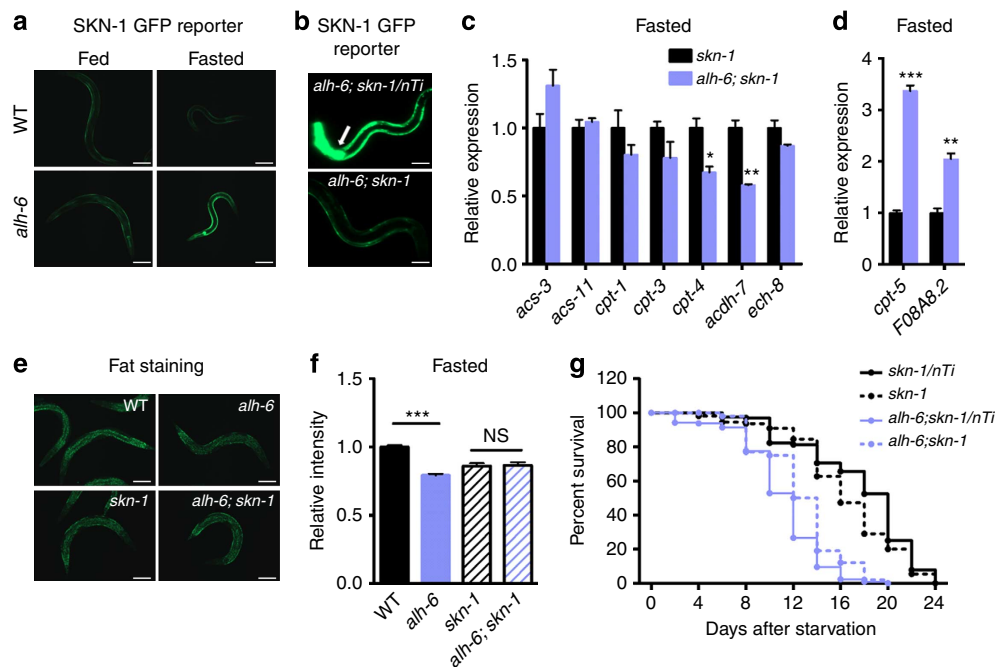 a
SKN-1 GFP reporter
Fed
Fasted
WT
alh-6
b
SKN-1 GFP
reporter
alh-6; skn-1/nTi
alh-6; skn-1
c
Fasted
skn-1
alh-6; skn-1
Relative expression
1.5
1.0
0.5
0.0
*
**
acs-3
acs-11
cpt-1
cpt-3
cpt-4
acdh-7
ech-8
d
Fasted
Relative expression
4
3
2
1
0
***
**
cpt-5
F08A8.2
e
Fat staining
WT
alh-6
skn-1
alh-6; skn-1
f
Fasted
Relative intensity
1.5
1.0
0.5
0.0
***
NS
WT
alh-6
skn-1
alh-6; skn-1
g
skn-1/nTi
skn-1
alh-6;skn-1/nTi
alh-6;skn-1
Percent survival
120
100
80
60
40
20
0
0 4 8 12 16 20 24
Days after starvation